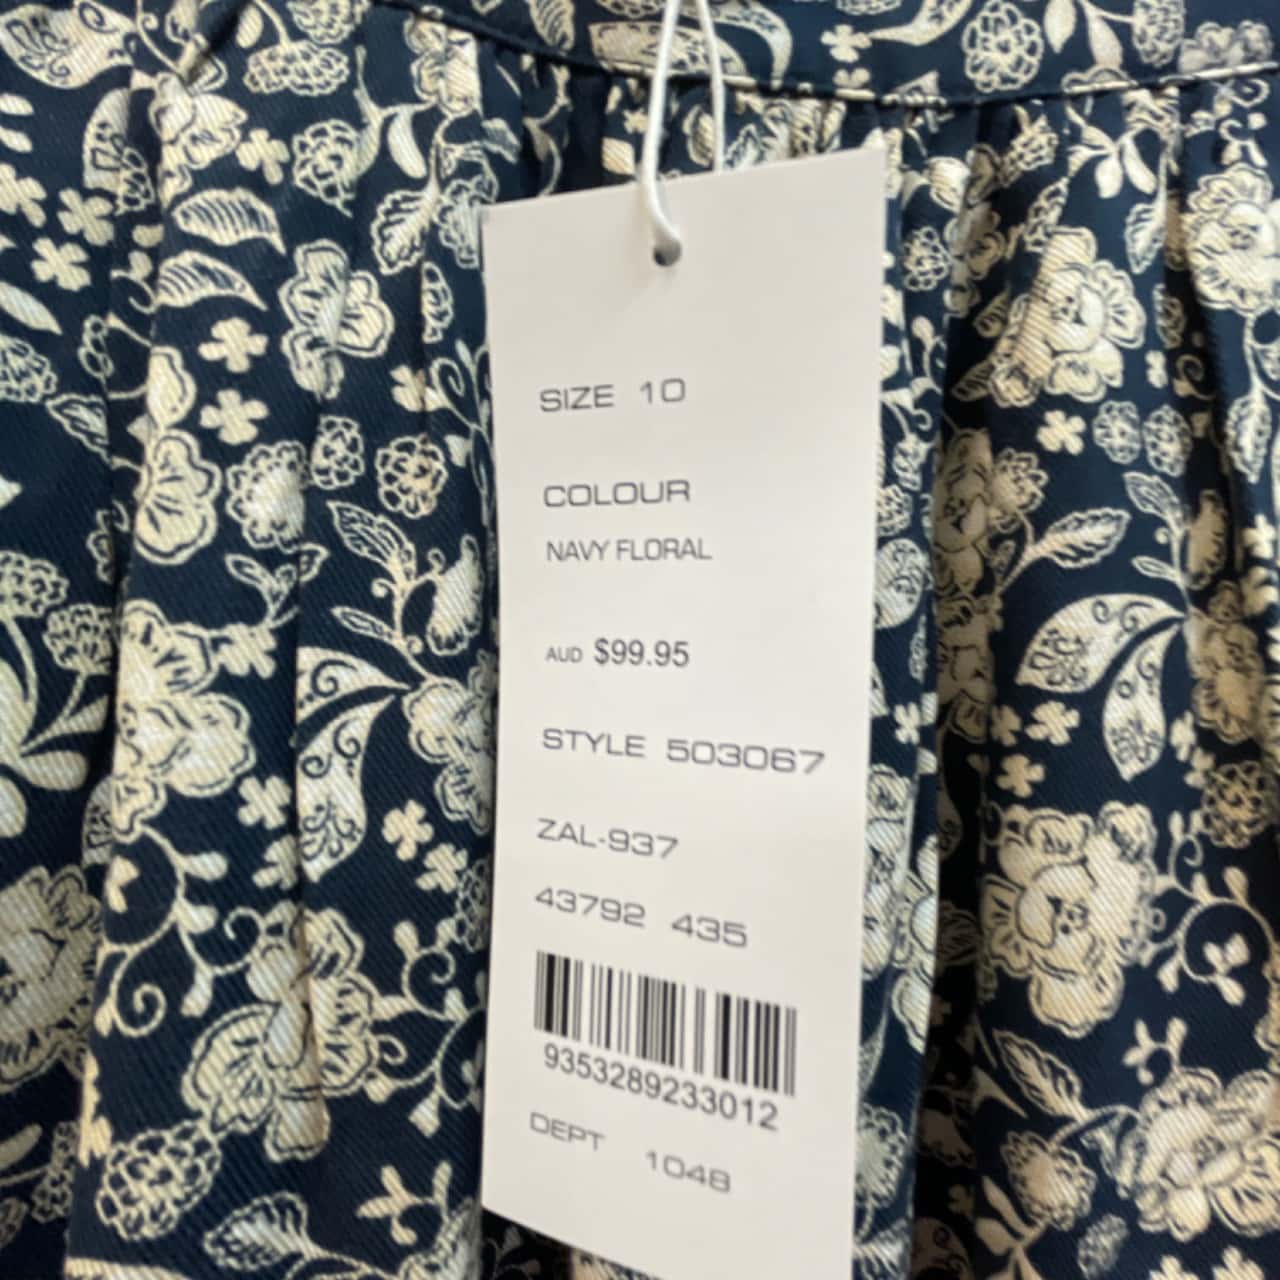 SIZE 10
COLOUR
NAVY FLORAL
AUD $99.95
STYLE 503067
ZAL-937
43792 435
9353289233012
DEPT 1048